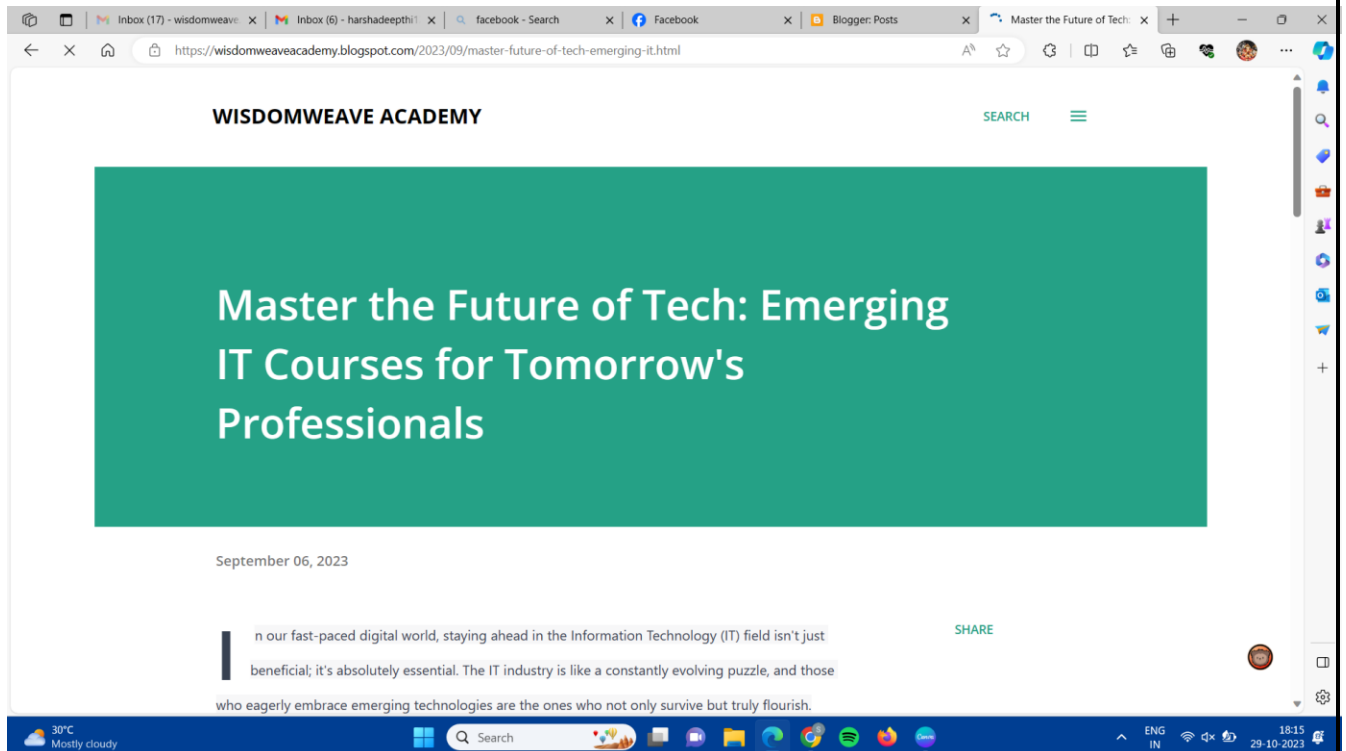 Inbox (17) - wisdomweave
Inbox (6) - harshadeepthi1
facebook - Search
Facebook
Blogger: Posts
Master the Future of Tech:
https://wisdomweaveacademy.blogspot.com/2023/09/master-future-of-tech-emerging-it.html
WISDOMWEAVE ACADEMY
SEARCH
Master the Future of Tech: Emerging
IT Courses for Tomorrow's
Professionals
September 06, 2023
In our fast-paced digital world, staying ahead in the Information Technology (IT) field isn't just
SHARE
beneficial; it's absolutely essential. The IT industry is like a constantly evolving puzzle, and those
who eagerly embrace emerging technologies are the ones who not only survive but truly flourish.
30°C
Mostly cloudy
Search
ENG
IN
18:15
29-10-2023